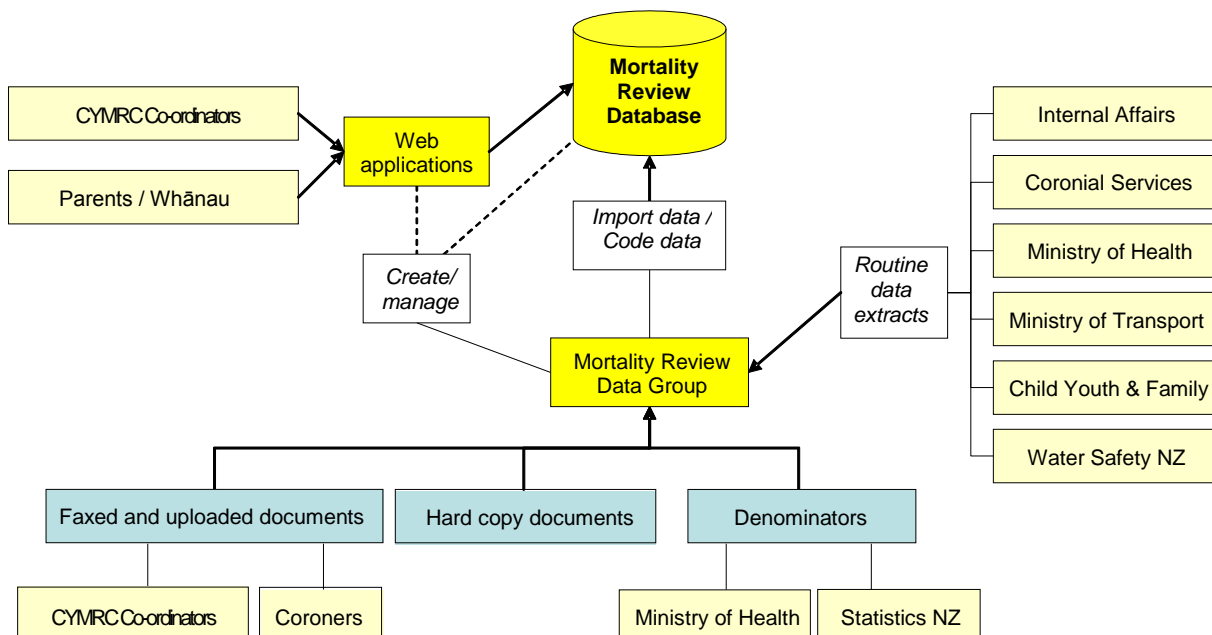 Mortality
Review
Database
CYMRC Co-ordinators
Parents / Whānau
Web
applications
Import data /
Code data
Create/
manage
Routine
data
extracts
Internal Affairs
Coronial Services
Ministry of Health
Ministry of Transport
Child Youth & Family
Water Safety NZ
Mortality Review
Data Group
Faxed and uploaded documents
Hard copy documents
Denominators
CYMRC Co-ordinators
Coroners
Ministry of Health
Statistics NZ